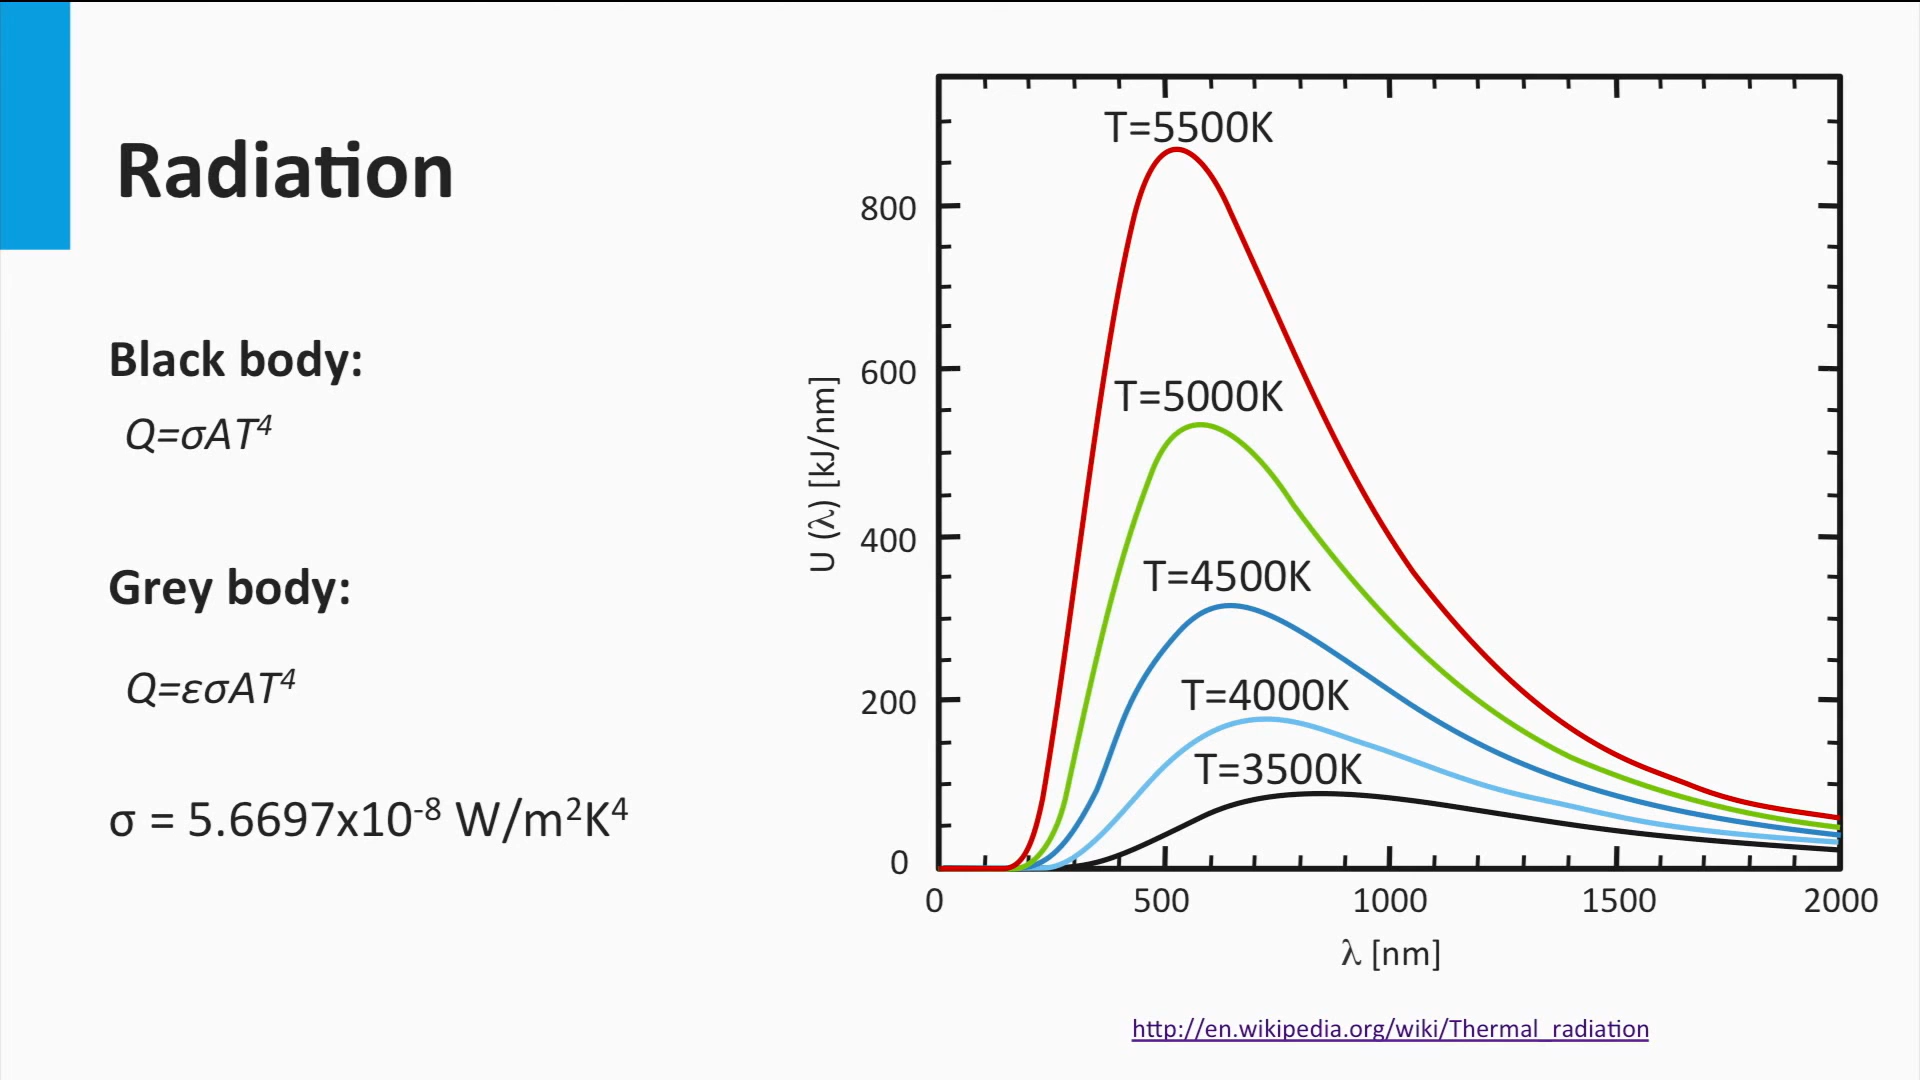 Radiation
Black body:
Q=σAT⁴
Grey body:
Q=εσAT⁴
σ = 5.6697x10⁻⁸ W/m²K⁴
T=5500K
T=5000K
T=4500K
T=4000K
T=3500K
U (λ) [kJ/nm]
800
600
400
200
0
0 500 1000 1500 2000
λ [nm]
http://en.wikipedia.org/wiki/Thermal_radiation